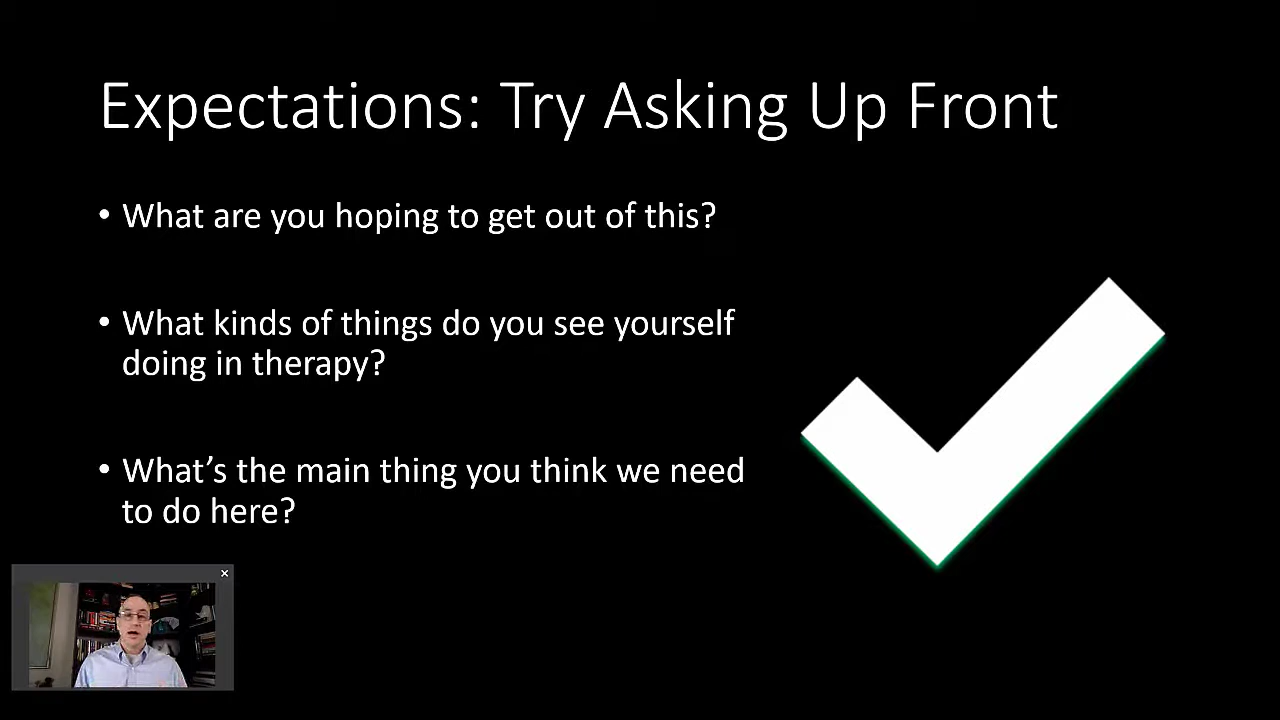 Expectations: Try Asking Up Front
• What are you hoping to get out of this?
• What kinds of things do you see yourself
doing in therapy?
• What’s the main thing you think we need
to do here?